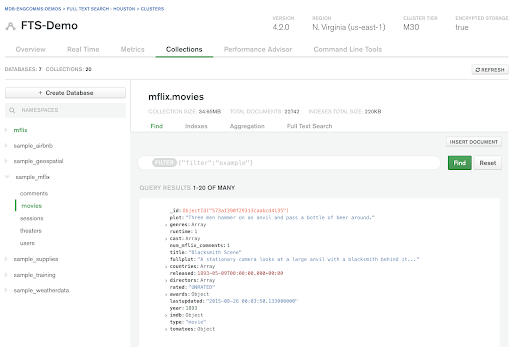 MDB-ENGCOMMS-DEMOS > FULL TEXT SEARCH - HOUSTON > CLUSTERS
FTS-Demo
VERSION
4.2.0
REGION
N. Virginia (us-east-1)
CLUSTER TIER
M30
ENCRYPTED STORAGE
true
Overview Real Time Metrics Collections Performance Advisor Command Line Tools
DATABASES: 7 COLLECTIONS: 20
REFRESH
+ Create Database
NAMESPACES
mflix
sample_airbnb
sample_geospatial
sample_mflix
comments
movies
sessions
theaters
users
sample_supplies
sample_training
sample_weatherdata
mflix.movies
COLLECTION SIZE: 34.65MB TOTAL DOCUMENTS: 22742 INDEXES TOTAL SIZE: 220KB
Find Indexes Aggregation Full Text Search
INSERT DOCUMENT
FILTER {"filter":"example"}
Find
Reset
QUERY RESULTS 1-20 OF MANY
_id: ObjectId("573a1390f29313caabcd4135")
plot: "Three men hammer on an anvil and pass a bottle of beer around."
genres: Array
runtime: 1
cast: Array
num_mflix_comments: 1
title: "Blacksmith Scene"
fullplot: "A stationary camera looks at a large anvil with a blacksmith behind it..."
countries: Array
released: 1893-05-09T00:00:00.000+00:00
directors: Array
rated: "UNRATED"
awards: Object
lastupdated: "2015-08-26 00:03:50.133000000"
year: 1893
imdb: Object
type: "movie"
tomatoes: Object